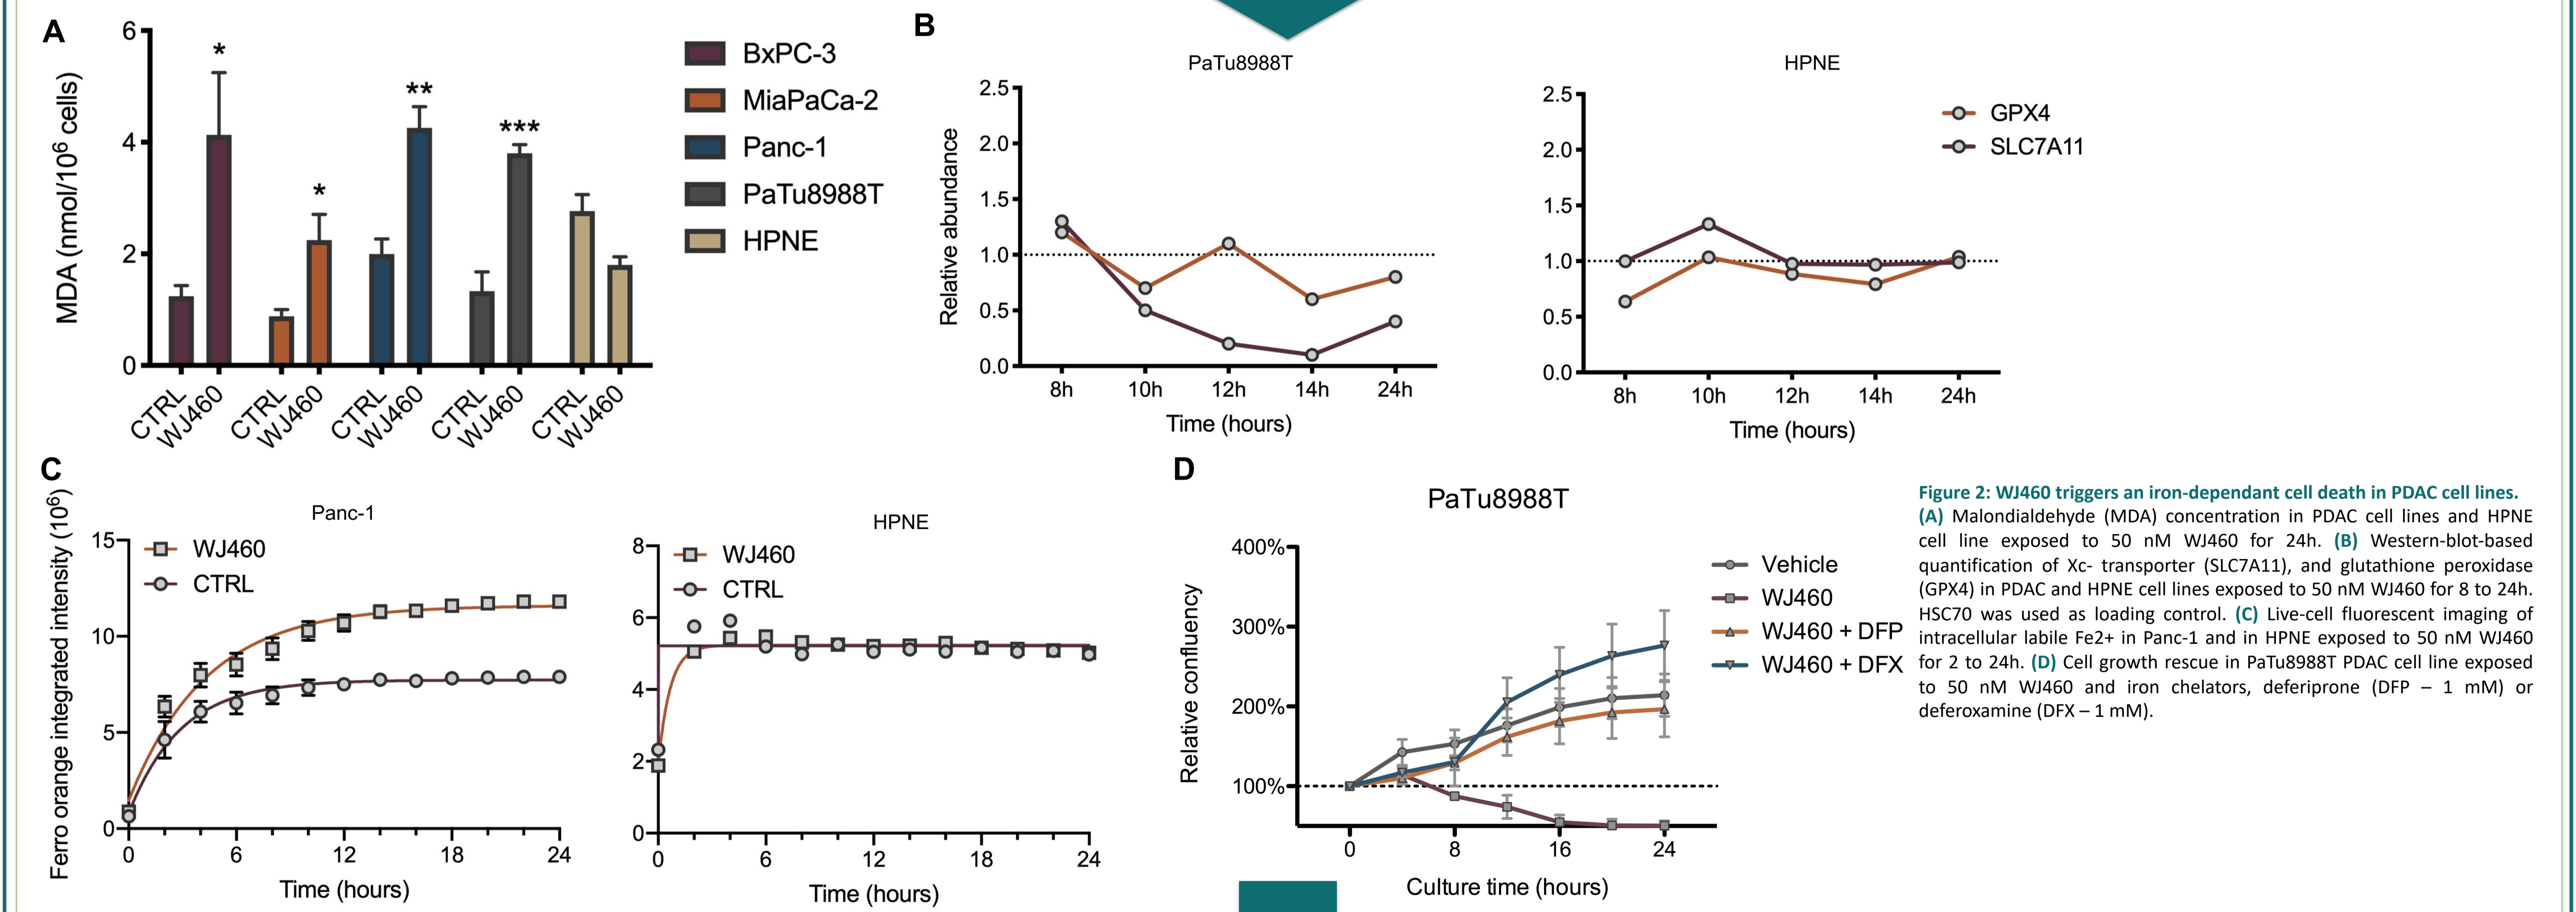 A
MDA (nmol/10⁶ cells)
6
4
2
0
*
*
**
***
CTRL
WJ460
CTRL
WJ460
CTRL
WJ460
CTRL
WJ460
CTRL
WJ460
BxPC-3
MiaPaCa-2
Panc-1
PaTu8988T
HPNE
B
PaTu8988T
Relative abundance
2.5
2.0
1.5
1.0
0.5
0.0
8h 10h 12h 14h 24h
Time (hours)
HPNE
2.5
2.0
1.5
1.0
0.5
0.0
8h 10h 12h 14h 24h
Time (hours)
GPX4
SLC7A11
C
Panc-1
Ferro orange integrated intensity (10⁶)
15
10
5
0
WJ460
CTRL
0 6 12 18 24
Time (hours)
HPNE
8
6
4
2
0
WJ460
CTRL
0 6 12 18 24
Time (hours)
D
PaTu8988T
Relative confluency
400%
300%
200%
100%
0 8 16 24
Culture time (hours)
Vehicle
WJ460
WJ460 + DFP
WJ460 + DFX
Figure 2: WJ460 triggers an iron-dependant cell death in PDAC cell lines.
(A) Malondialdehyde (MDA) concentration in PDAC cell lines and HPNE
cell line exposed to 50 nM WJ460 for 24h. (B) Western-blot-based
quantification of Xc- transporter (SLC7A11), and glutathione peroxidase
(GPX4) in PDAC and HPNE cell lines exposed to 50 nM WJ460 for 8 to 24h.
HSC70 was used as loading control. (C) Live-cell fluorescent imaging of
intracellular labile Fe2+ in Panc-1 and in HPNE exposed to 50 nM WJ460
for 2 to 24h. (D) Cell growth rescue in PaTu8988T PDAC cell line exposed
to 50 nM WJ460 and iron chelators, deferiprone (DFP – 1 mM) or
deferoxamine (DFX – 1 mM).